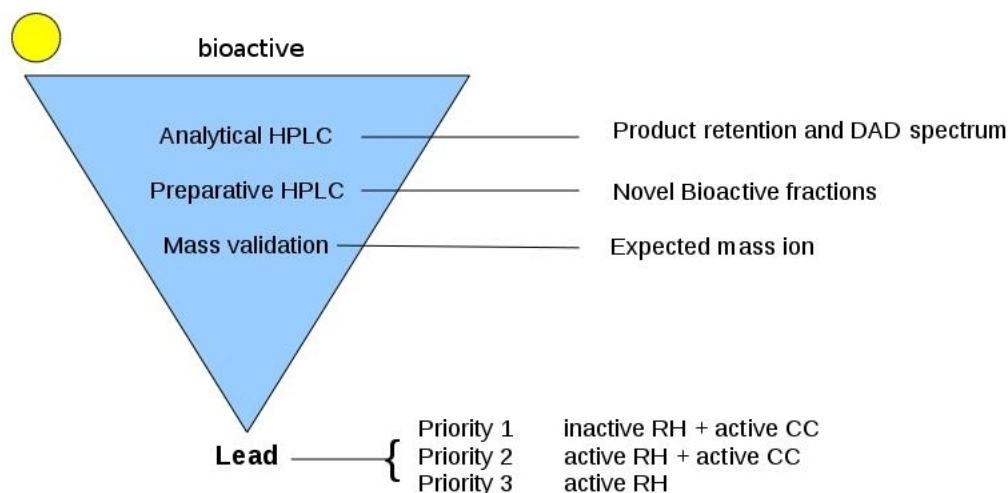 bioactive
Analytical HPLC Product retention and DAD spectrum
Preparative HPLC Novel Bioactive fractions
Mass validation Expected mass ion
Lead
Priority 1 inactive RH + active CC
Priority 2 active RH + active CC
Priority 3 active RH